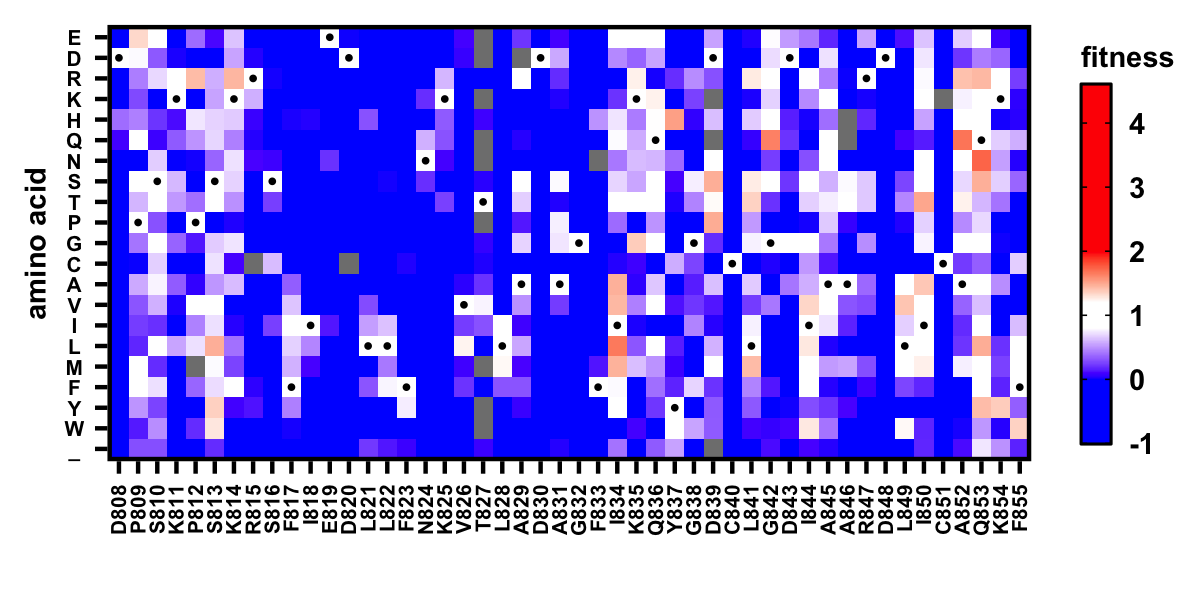 fitness
4
3
2
1
0
-1
amino acid
E
D
R
K
H
Q
N
S
T
P
G
C
A
V
I
L
M
F
Y
W
_
D808 P809 S810 K811 P812 S813 K814 R815 S816 F817 I818 E819 D820 L821 L822 F823 N824 K825 V826 T827 L828 A829 D830 A831 G832 F833 I834 K835 Q836 Y837 G838 D839 C840 L841 G842 D843 I844 A845 A846 R847 D848 L849 I850 C851 A852 Q853 K854 F855